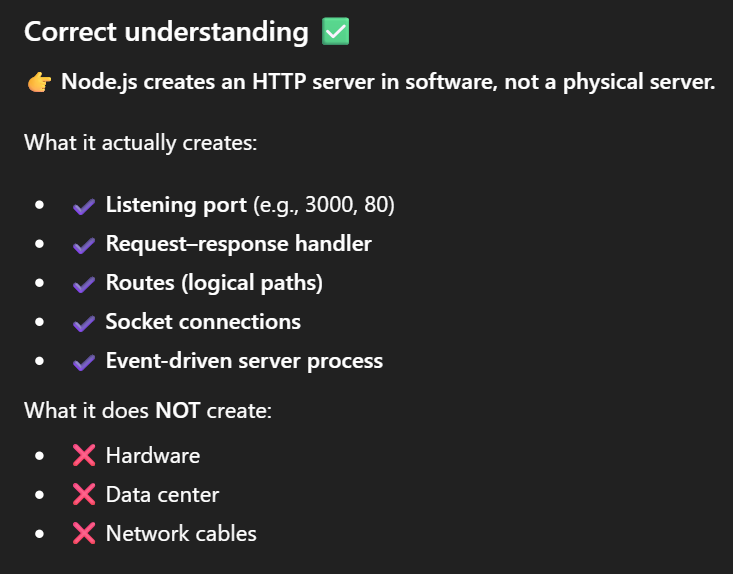 Correct understanding ✅
👉 Node.js creates an HTTP server in software, not a physical server.
What it actually creates:
• ✔ Listening port (e.g., 3000, 80)
• ✔ Request–response handler
• ✔ Routes (logical paths)
• ✔ Socket connections
• ✔ Event-driven server process
What it does NOT create:
• ❌ Hardware
• ❌ Data center
• ❌ Network cables